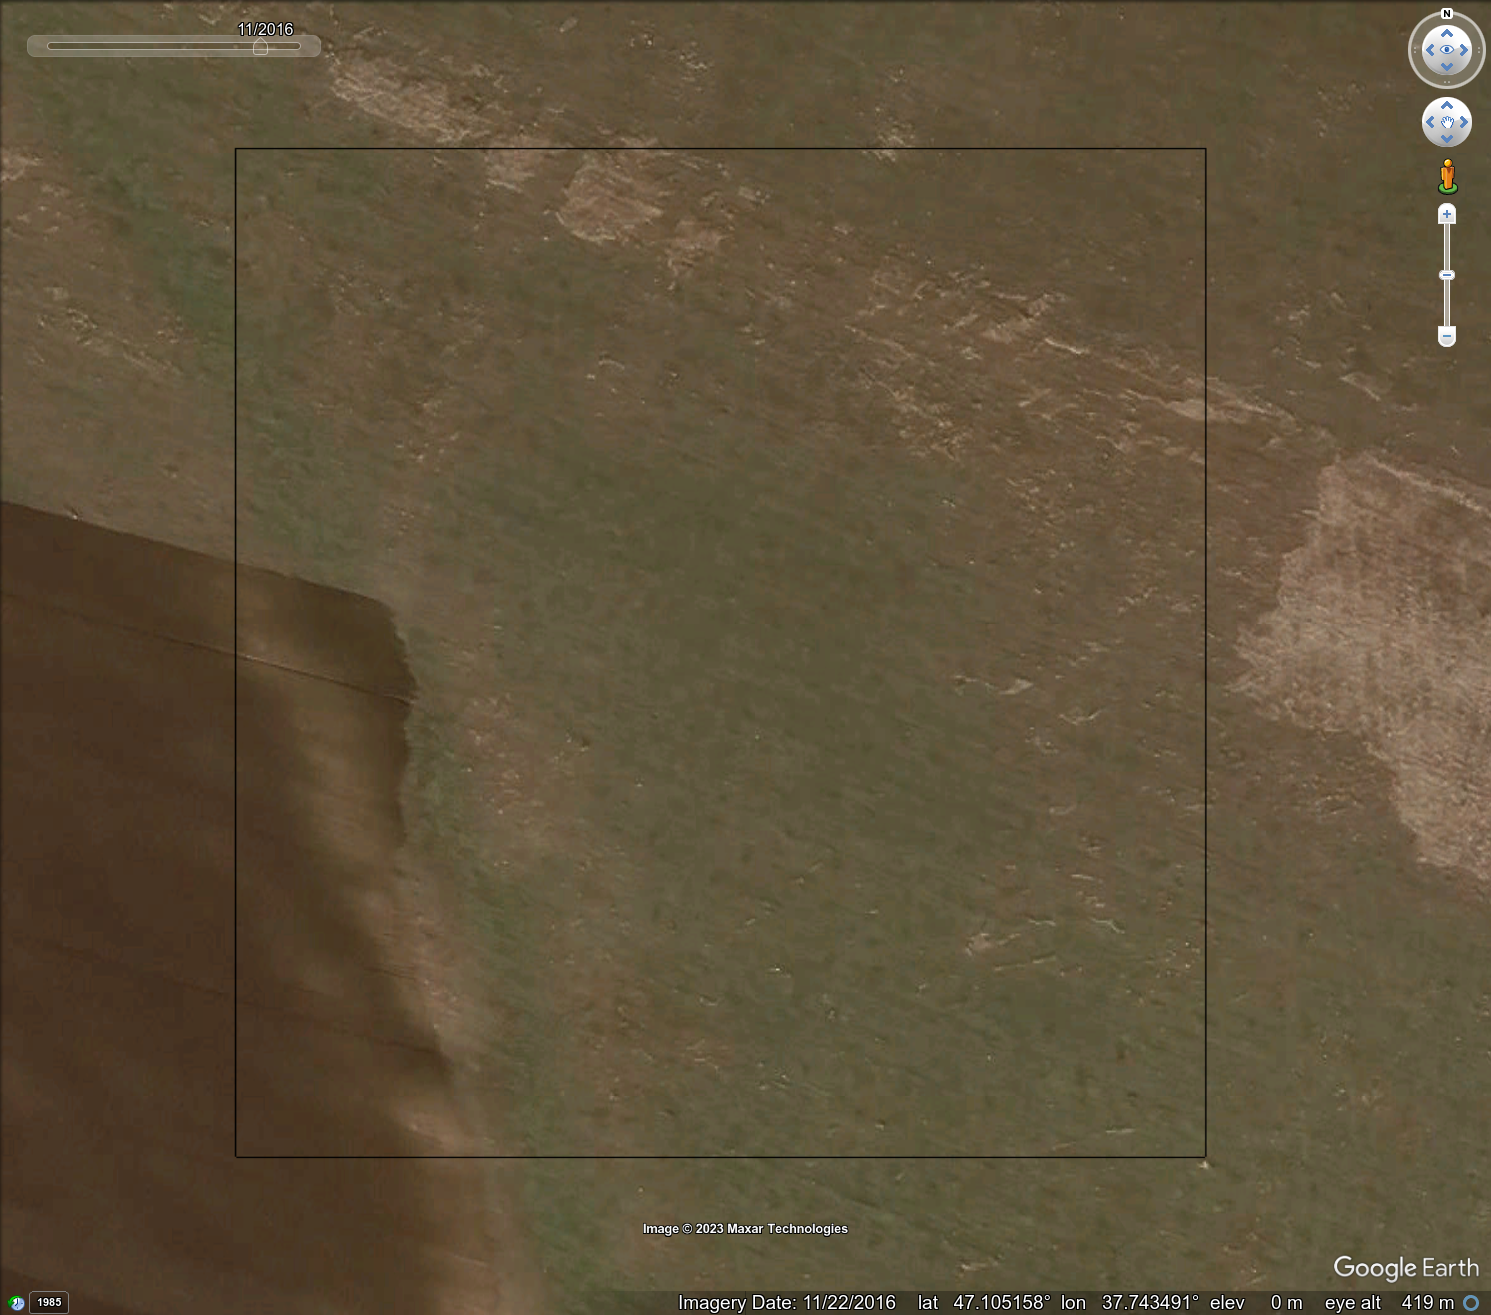 11/2016
N
Image © 2023 Maxar Technologies
Google Earth
1985
Imagery Date: 11/22/2016 lat 47.105158° lon 37.743491° elev 0 m eye alt 419 m